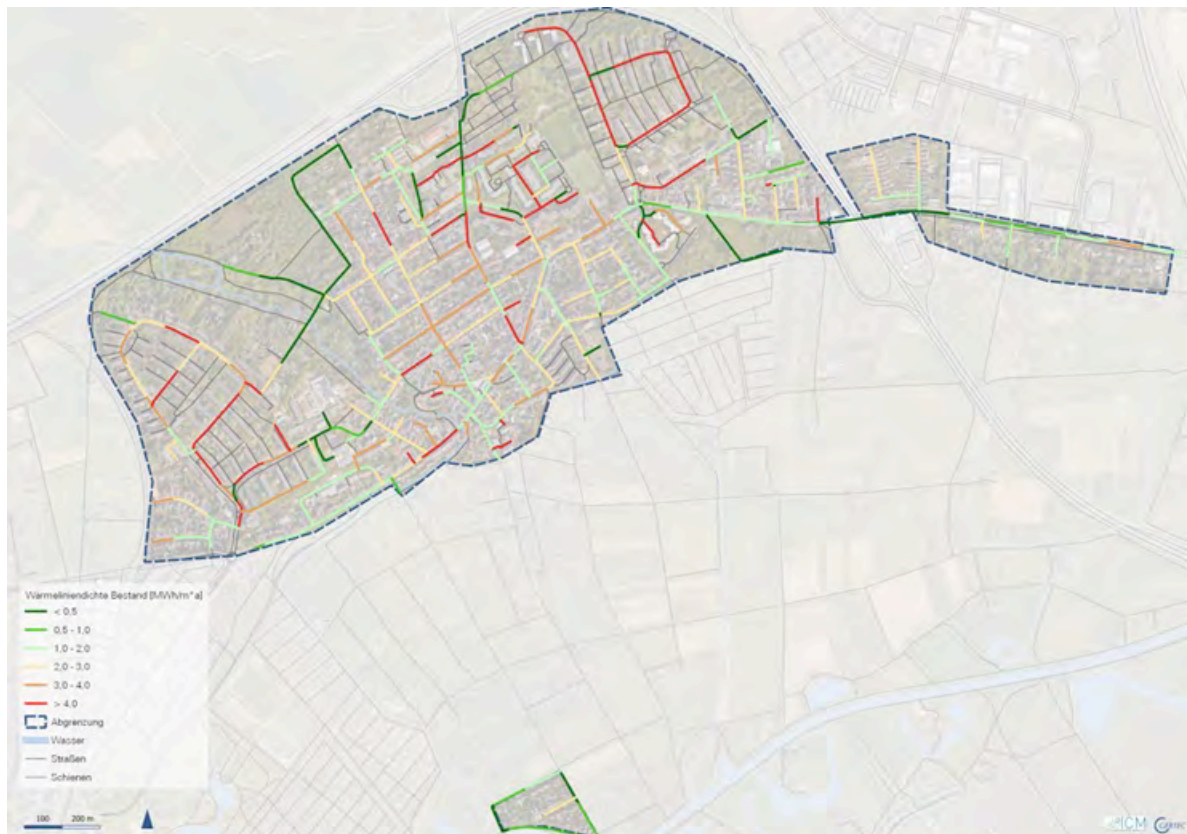 Wärmeliniendichte Bestand [MWh/m*a]
< 0,5
0,5 - 1,0
1,0 - 2,0
2,0 - 3,0
3,0 - 4,0
> 4,0
Abgrenzung
Wasser
Straßen
Schienen
100 200 m
ICM